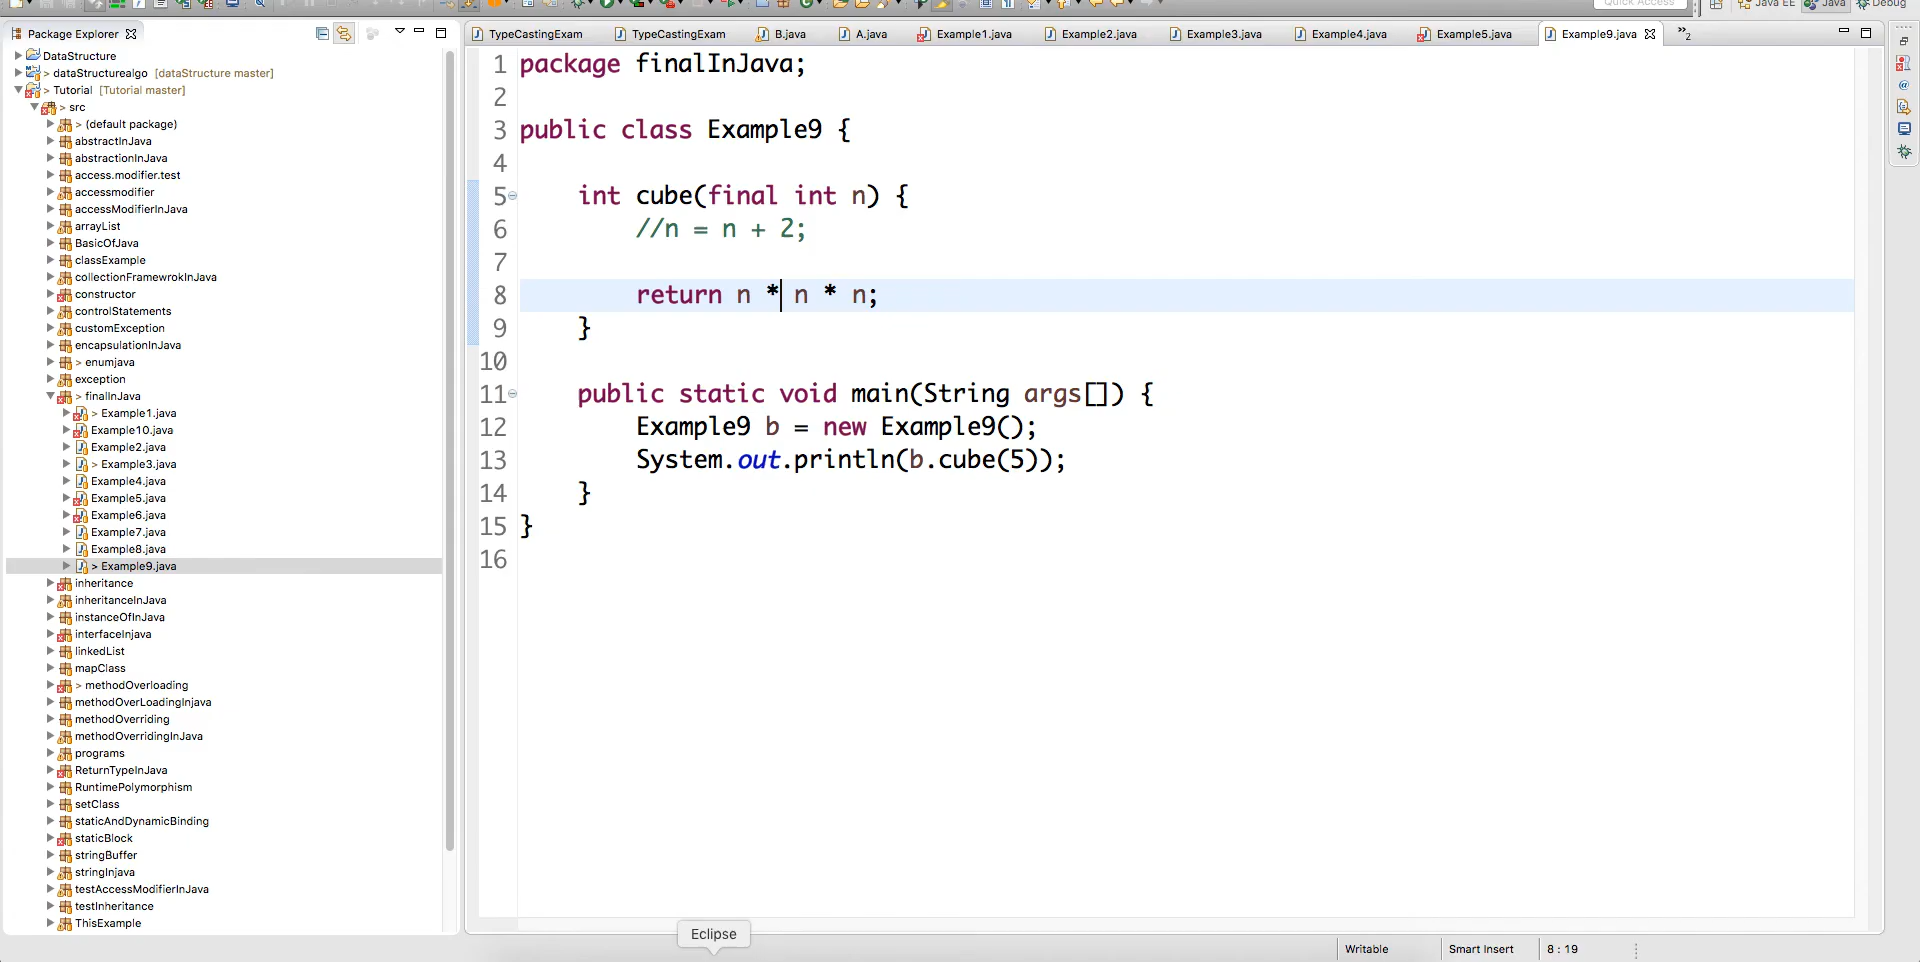 Quick Access
Java EE
Java
Debug
Package Explorer
TypeCastingExam
TypeCastingExam
B.java
A.java
Example1.java
Example2.java
Example3.java
Example4.java
Example5.java
Example9.java
»2
DataStructure
> dataStructurealgo [dataStructure master]
> Tutorial [Tutorial master]
> src
> (default package)
abstractInJava
abstractionInJava
access.modifier.test
accessmodifier
accessModifierInJava
arrayList
BasicOfJava
classExample
collectionFramewrokInJava
constructor
controlStatements
customException
encapsulationInJava
> enumjava
exception
> finalInJava
> Example1.java
Example10.java
Example2.java
> Example3.java
Example4.java
Example5.java
Example6.java
Example7.java
Example8.java
> Example9.java
inheritance
inheritanceInJava
instanceOfInJava
interfaceInjava
linkedList
mapClass
> methodOverloading
methodOverLoadingInjava
methodOverriding
methodOverridingInJava
programs
ReturnTypeInJava
RuntimePolymorphism
setClass
staticAndDynamicBinding
staticBlock
stringBuffer
stringInjava
testAccessModifierInJava
testInheritance
ThisExample
1 package finalInJava;
2
3 public class Example9 {
4
5 int cube(final int n) {
6 //n = n + 2;
7
8 return n * n * n;
9 }
10
11 public static void main(String args[]) {
12 Example9 b = new Example9();
13 System.out.println(b.cube(5));
14 }
15 }
16
Eclipse
Writable
Smart Insert
8 : 19